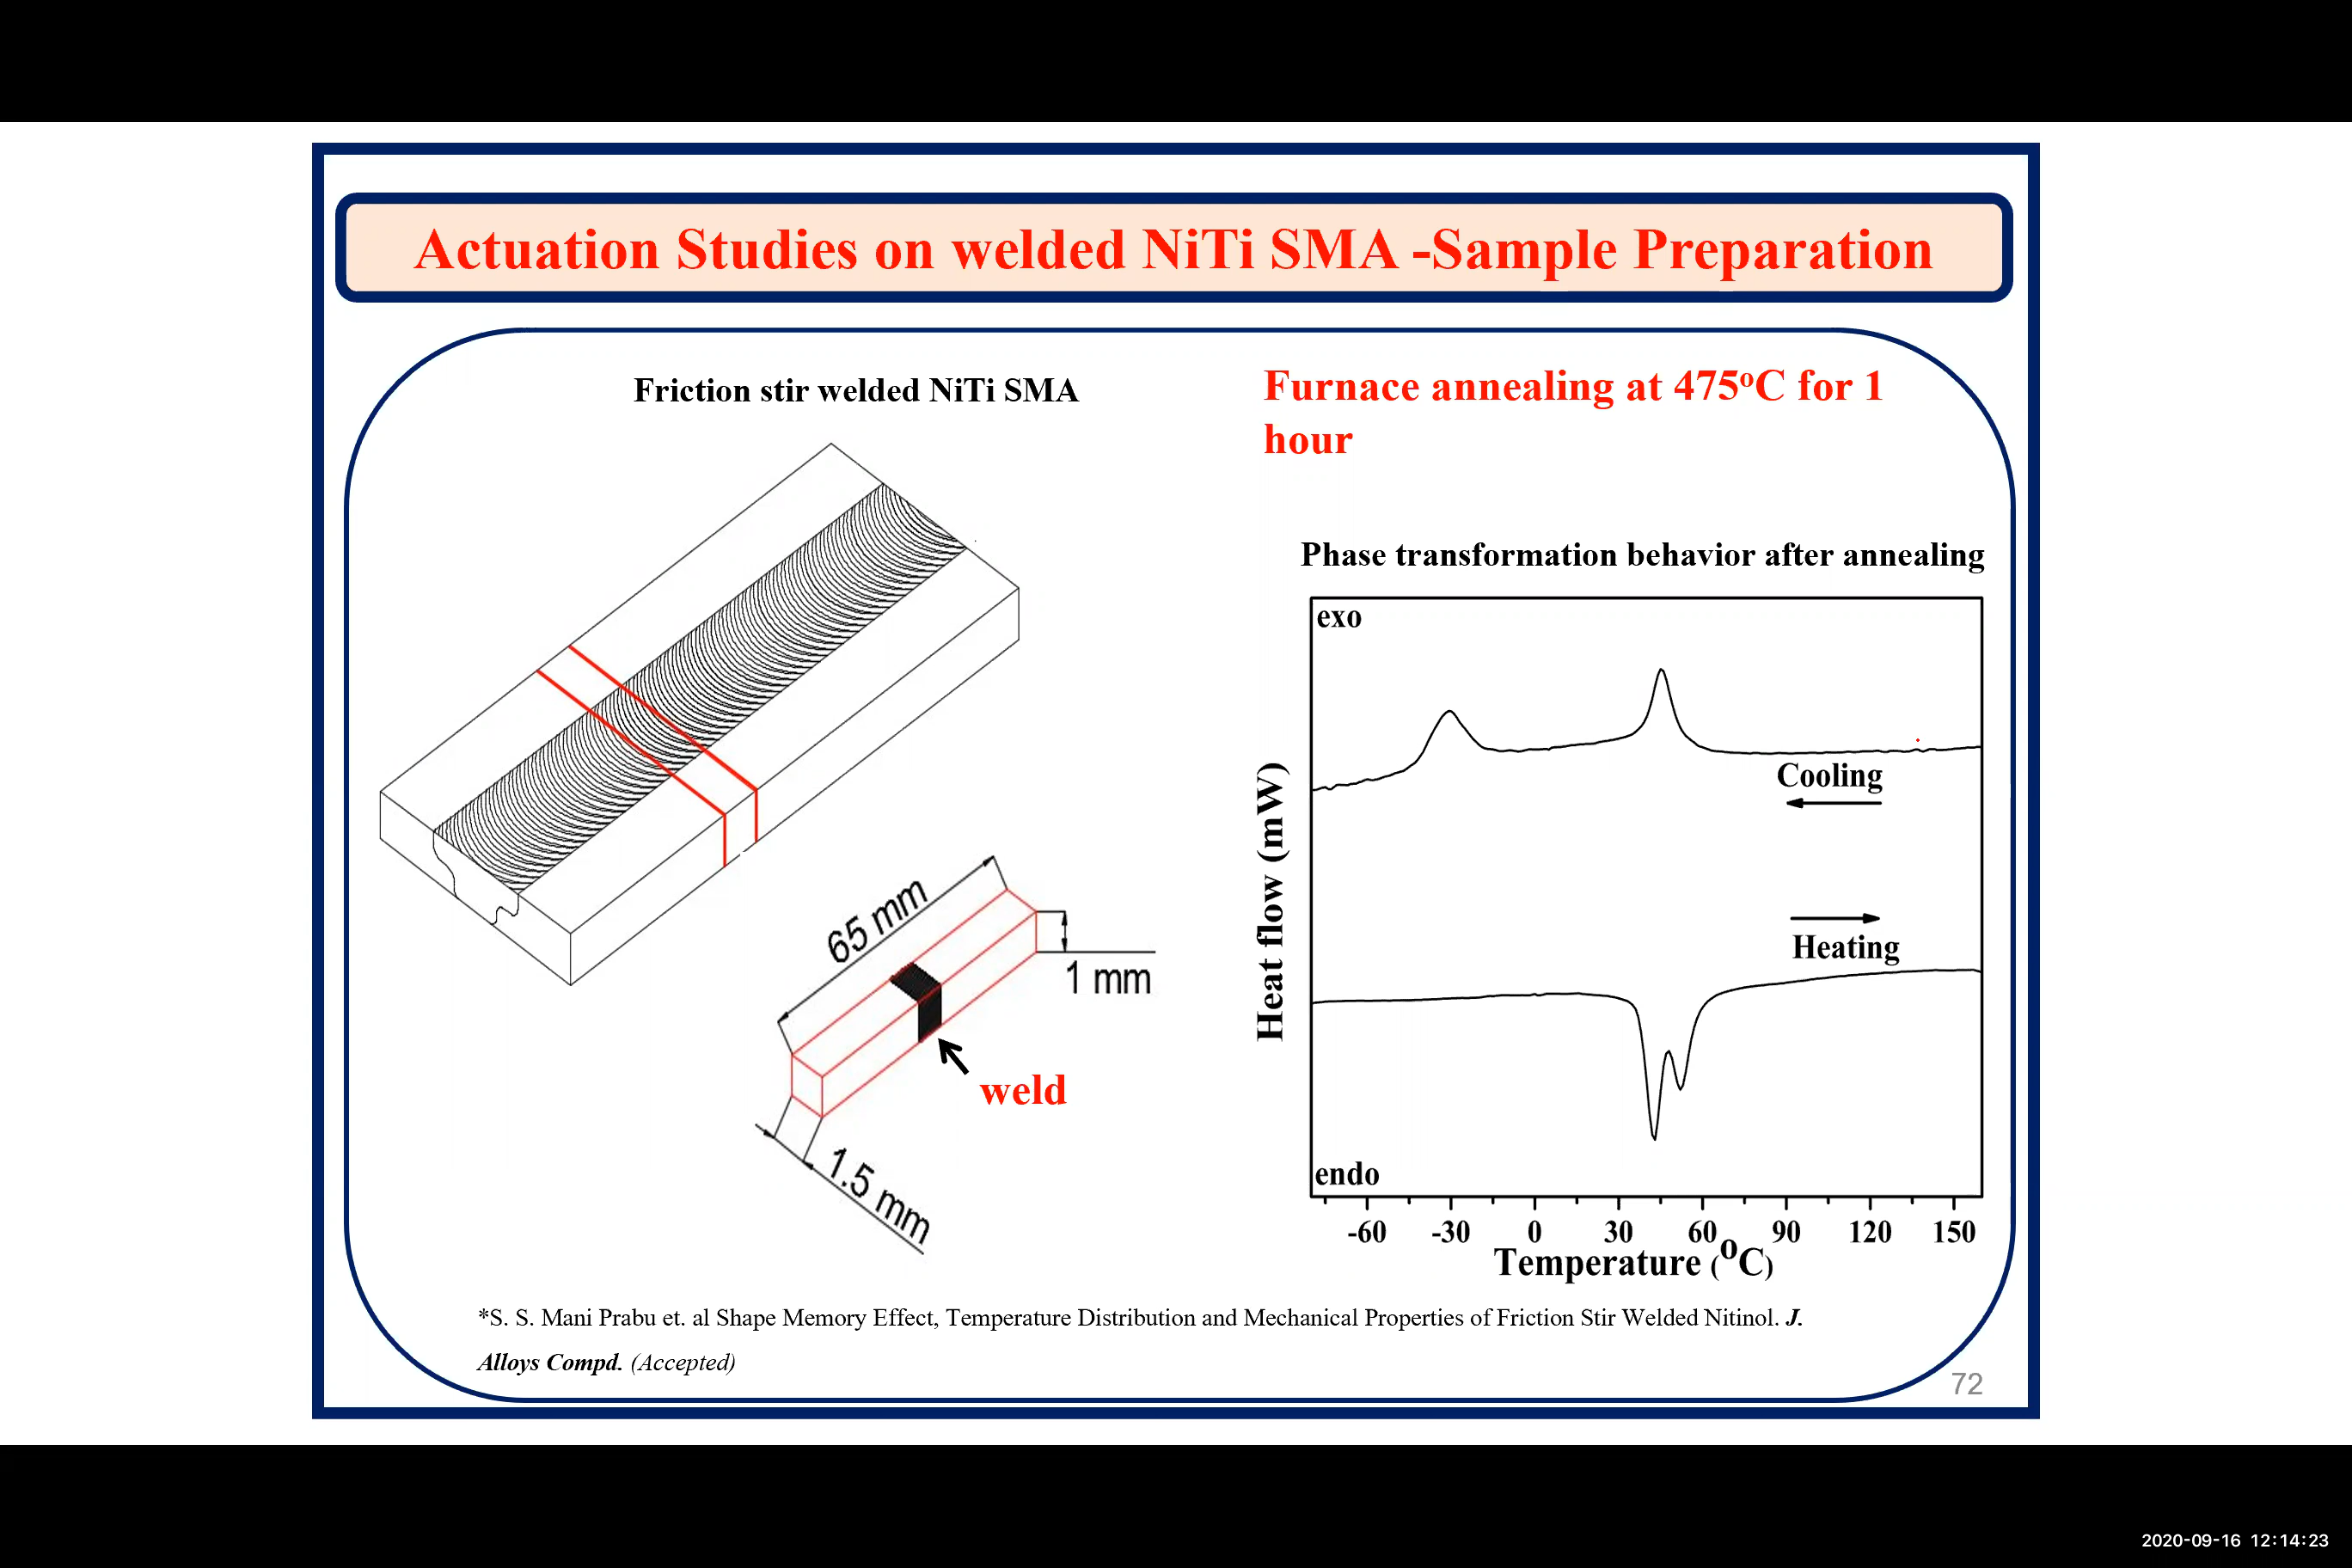 Actuation Studies on welded NiTi SMA -Sample Preparation
Friction stir welded NiTi SMA
65 mm
1 mm
weld
1.5 mm
Furnace annealing at 475ºC for 1
hour
Phase transformation behavior after annealing
exo
Cooling
Heating
endo
Heat flow (mW)
-60 -30 0 30 60 90 120 150
Temperature (ºC)
*S. S. Mani Prabu et. al Shape Memory Effect, Temperature Distribution and Mechanical Properties of Friction Stir Welded Nitinol. J.
Alloys Compd. (Accepted)
72
2020-09-16 12:14:23